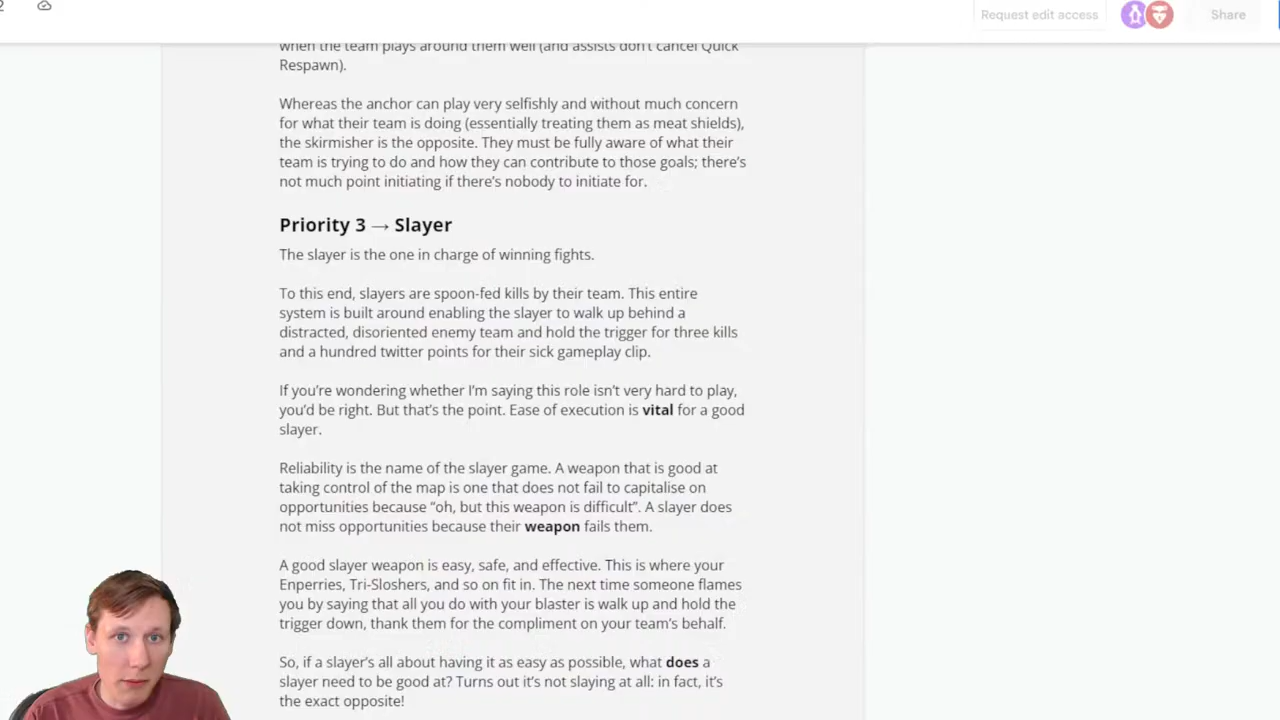 2
Request edit access
Share
when the team plays around them well (and assists don't cancel Quick
Respawn).
Whereas the anchor can play very selfishly and without much concern
for what their team is doing (essentially treating them as meat shields),
the skirmisher is the opposite. They must be fully aware of what their
team is trying to do and how they can contribute to those goals; there's
not much point initiating if there's nobody to initiate for.
Priority 3 → Slayer
The slayer is the one in charge of winning fights.
To this end, slayers are spoon-fed kills by their team. This entire
system is built around enabling the slayer to walk up behind a
distracted, disoriented enemy team and hold the trigger for three kills
and a hundred twitter points for their sick gameplay clip.
If you're wondering whether I'm saying this role isn't very hard to play,
you'd be right. But that's the point. Ease of execution is vital for a good
slayer.
Reliability is the name of the slayer game. A weapon that is good at
taking control of the map is one that does not fail to capitalise on
opportunities because “oh, but this weapon is difficult”. A slayer does
not miss opportunities because their weapon fails them.
A good slayer weapon is easy, safe, and effective. This is where your
Enperries, Tri-Sloshers, and so on fit in. The next time someone flames
you by saying that all you do with your blaster is walk up and hold the
trigger down, thank them for the compliment on your team's behalf.
So, if a slayer's all about having it as easy as possible, what does a
slayer need to be good at? Turns out it's not slaying at all: in fact, it's
the exact opposite!